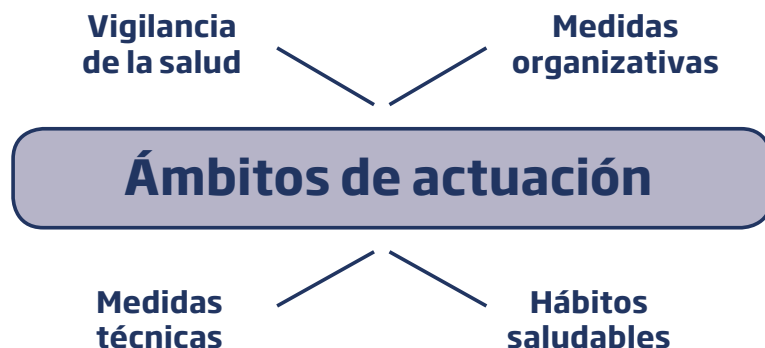 Vigilancia
de la salud
Medidas
organizativas
Ámbitos de actuación
Medidas
técnicas
Hábitos
saludables